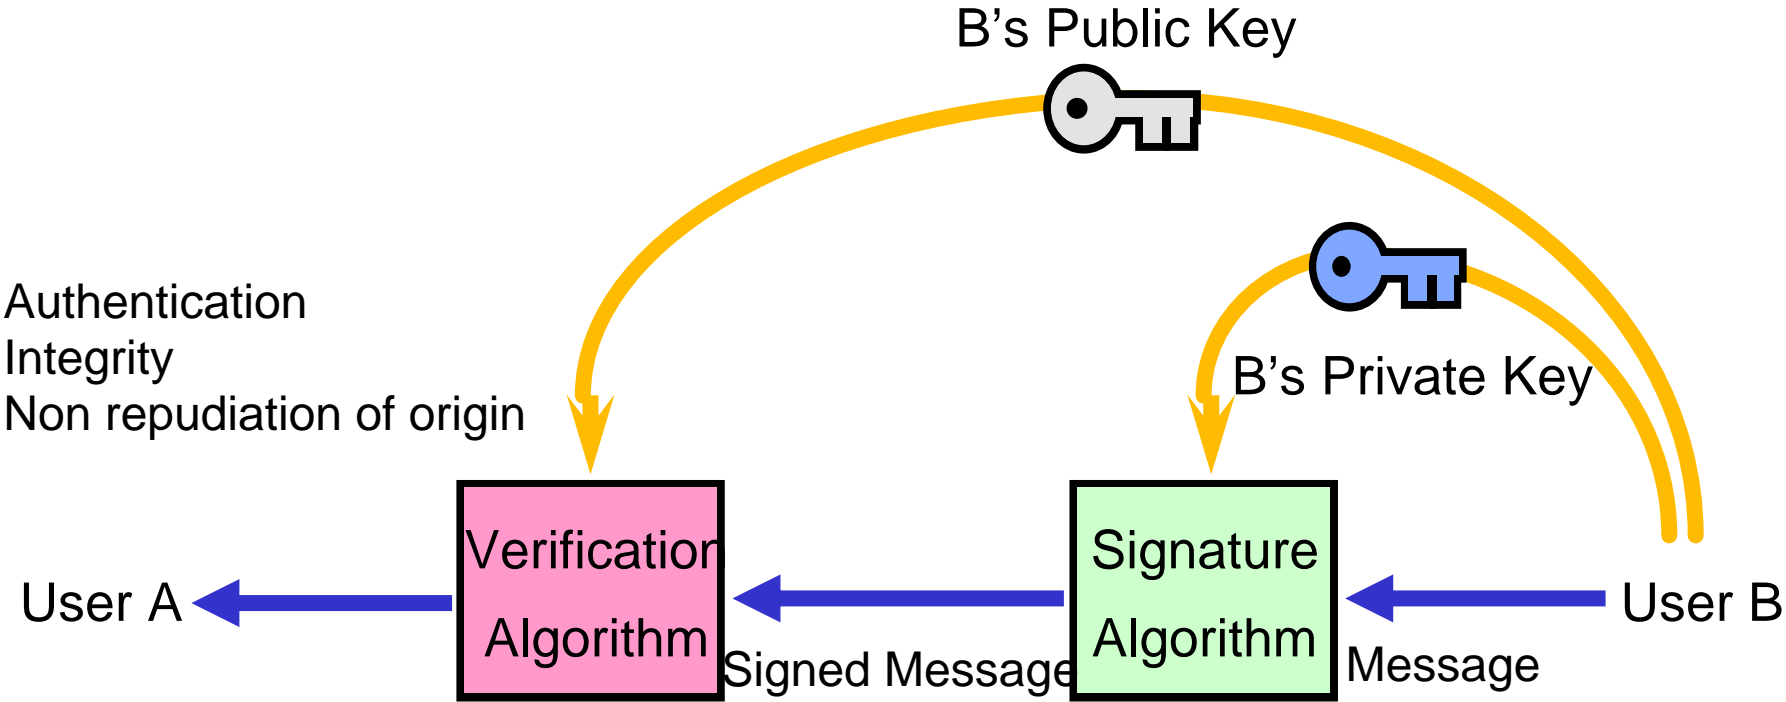 B’s Public Key
Authentication
Integrity
Non repudiation of origin
B’s Private Key
Verification
Algorithm
Signature
Algorithm
User A
User B
Signed Message
Message